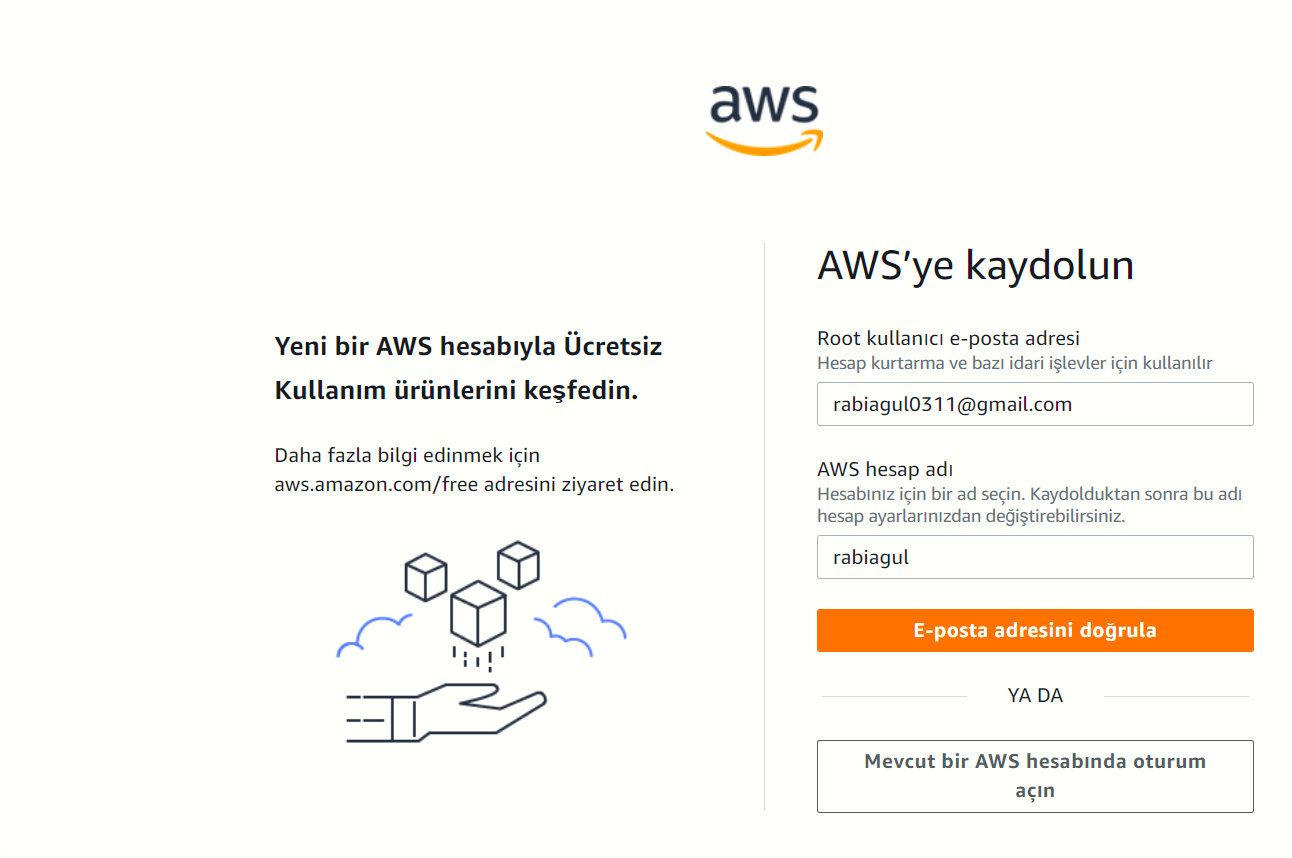 aws
Yeni bir AWS hesabıyla Ücretsiz
Kullanım ürünlerini keşfedin.
Daha fazla bilgi edinmek için
aws.amazon.com/free adresini ziyaret edin.
AWS’ye kaydolun
Root kullanıcı e-posta adresi
Hesap kurtarma ve bazı idari işlevler için kullanılır
rabiagul0311@gmail.com
AWS hesap adı
Hesabınız için bir ad seçin. Kaydolduktan sonra bu adı
hesap ayarlarınızdan değiştirebilirsiniz.
rabiagul
E-posta adresini doğrula
YA DA
Mevcut bir AWS hesabında oturum
açın